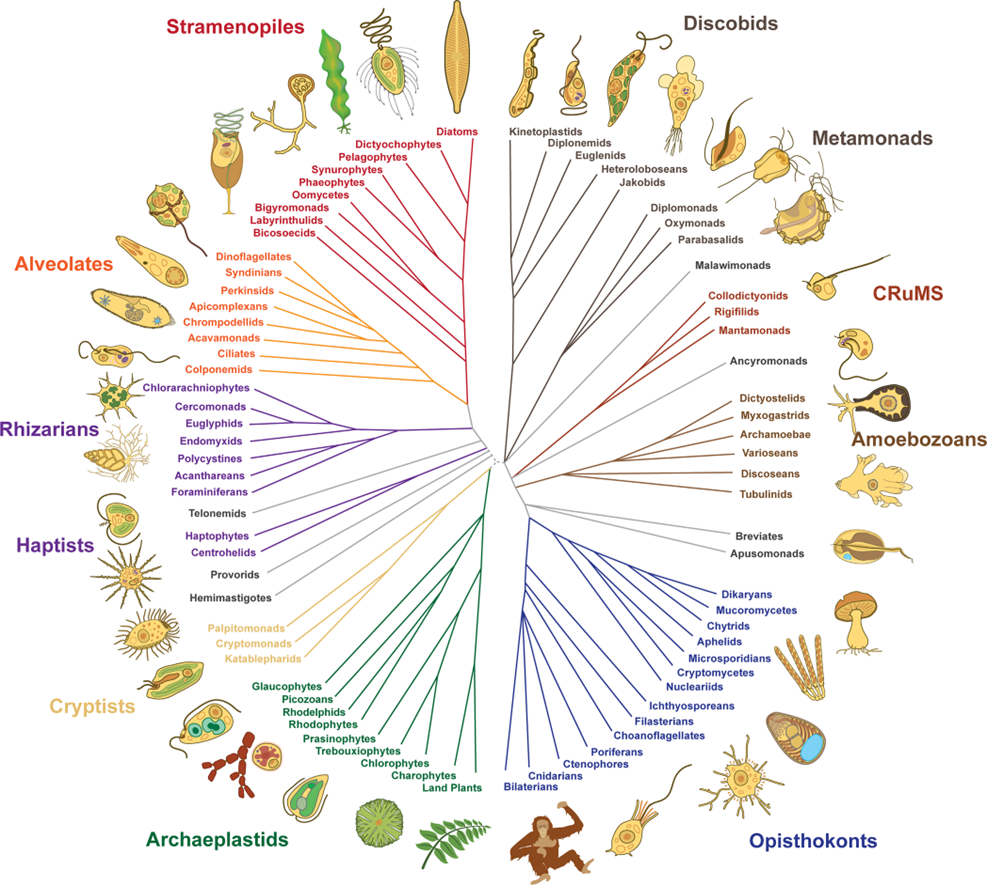 Stramenopiles
Discobids
Metamonads
Diatoms
Dictyochophytes
Pelagophytes
Synurophytes
Phaeophytes
Oomycetes
Bigyromonads
Labyrinthulids
Bicosoecids
Kinetoplastids
Diplonemids
Euglenids
Heteroloboseans
Jakobids
Diplomonads
Oxymonads
Parabasalids
Malawimonads
Alveolates
Dinoflagellates
Syndinians
Perkinsids
Apicomplexans
Chrompodellids
Acavamonads
Ciliates
Colponemids
CRuMS
Collodictyonids
Rigifilids
Mantamonads
Ancyromonads
Rhizarians
Chlorarachniophytes
Cercomonads
Euglyphids
Endomyxids
Polycystines
Acanthareans
Foraminiferans
Telonemids
Amoebozoans
Dictyostelids
Myxogastrids
Archamoebae
Varioseans
Discoseans
Tubulinids
Haptists
Haptophytes
Centrohelids
Provorids
Hemimastigotes
Breviates
Apusomonads
Cryptists
Palpitomonads
Cryptomonads
Katablepharids
Dikaryans
Mucoromycetes
Chytrids
Aphelids
Microsporidians
Cryptomycetes
Nucleariids
Ichthyosporeans
Filasterians
Choanoflagellates
Poriferans
Ctenophores
Cnidarians
Bilaterians
Glaucophytes
Picozoans
Rhodelphids
Rhodophytes
Prasinophytes
Trebouxiophytes
Chlorophytes
Charophytes
Land Plants
Archaeplastids
Opisthokonts